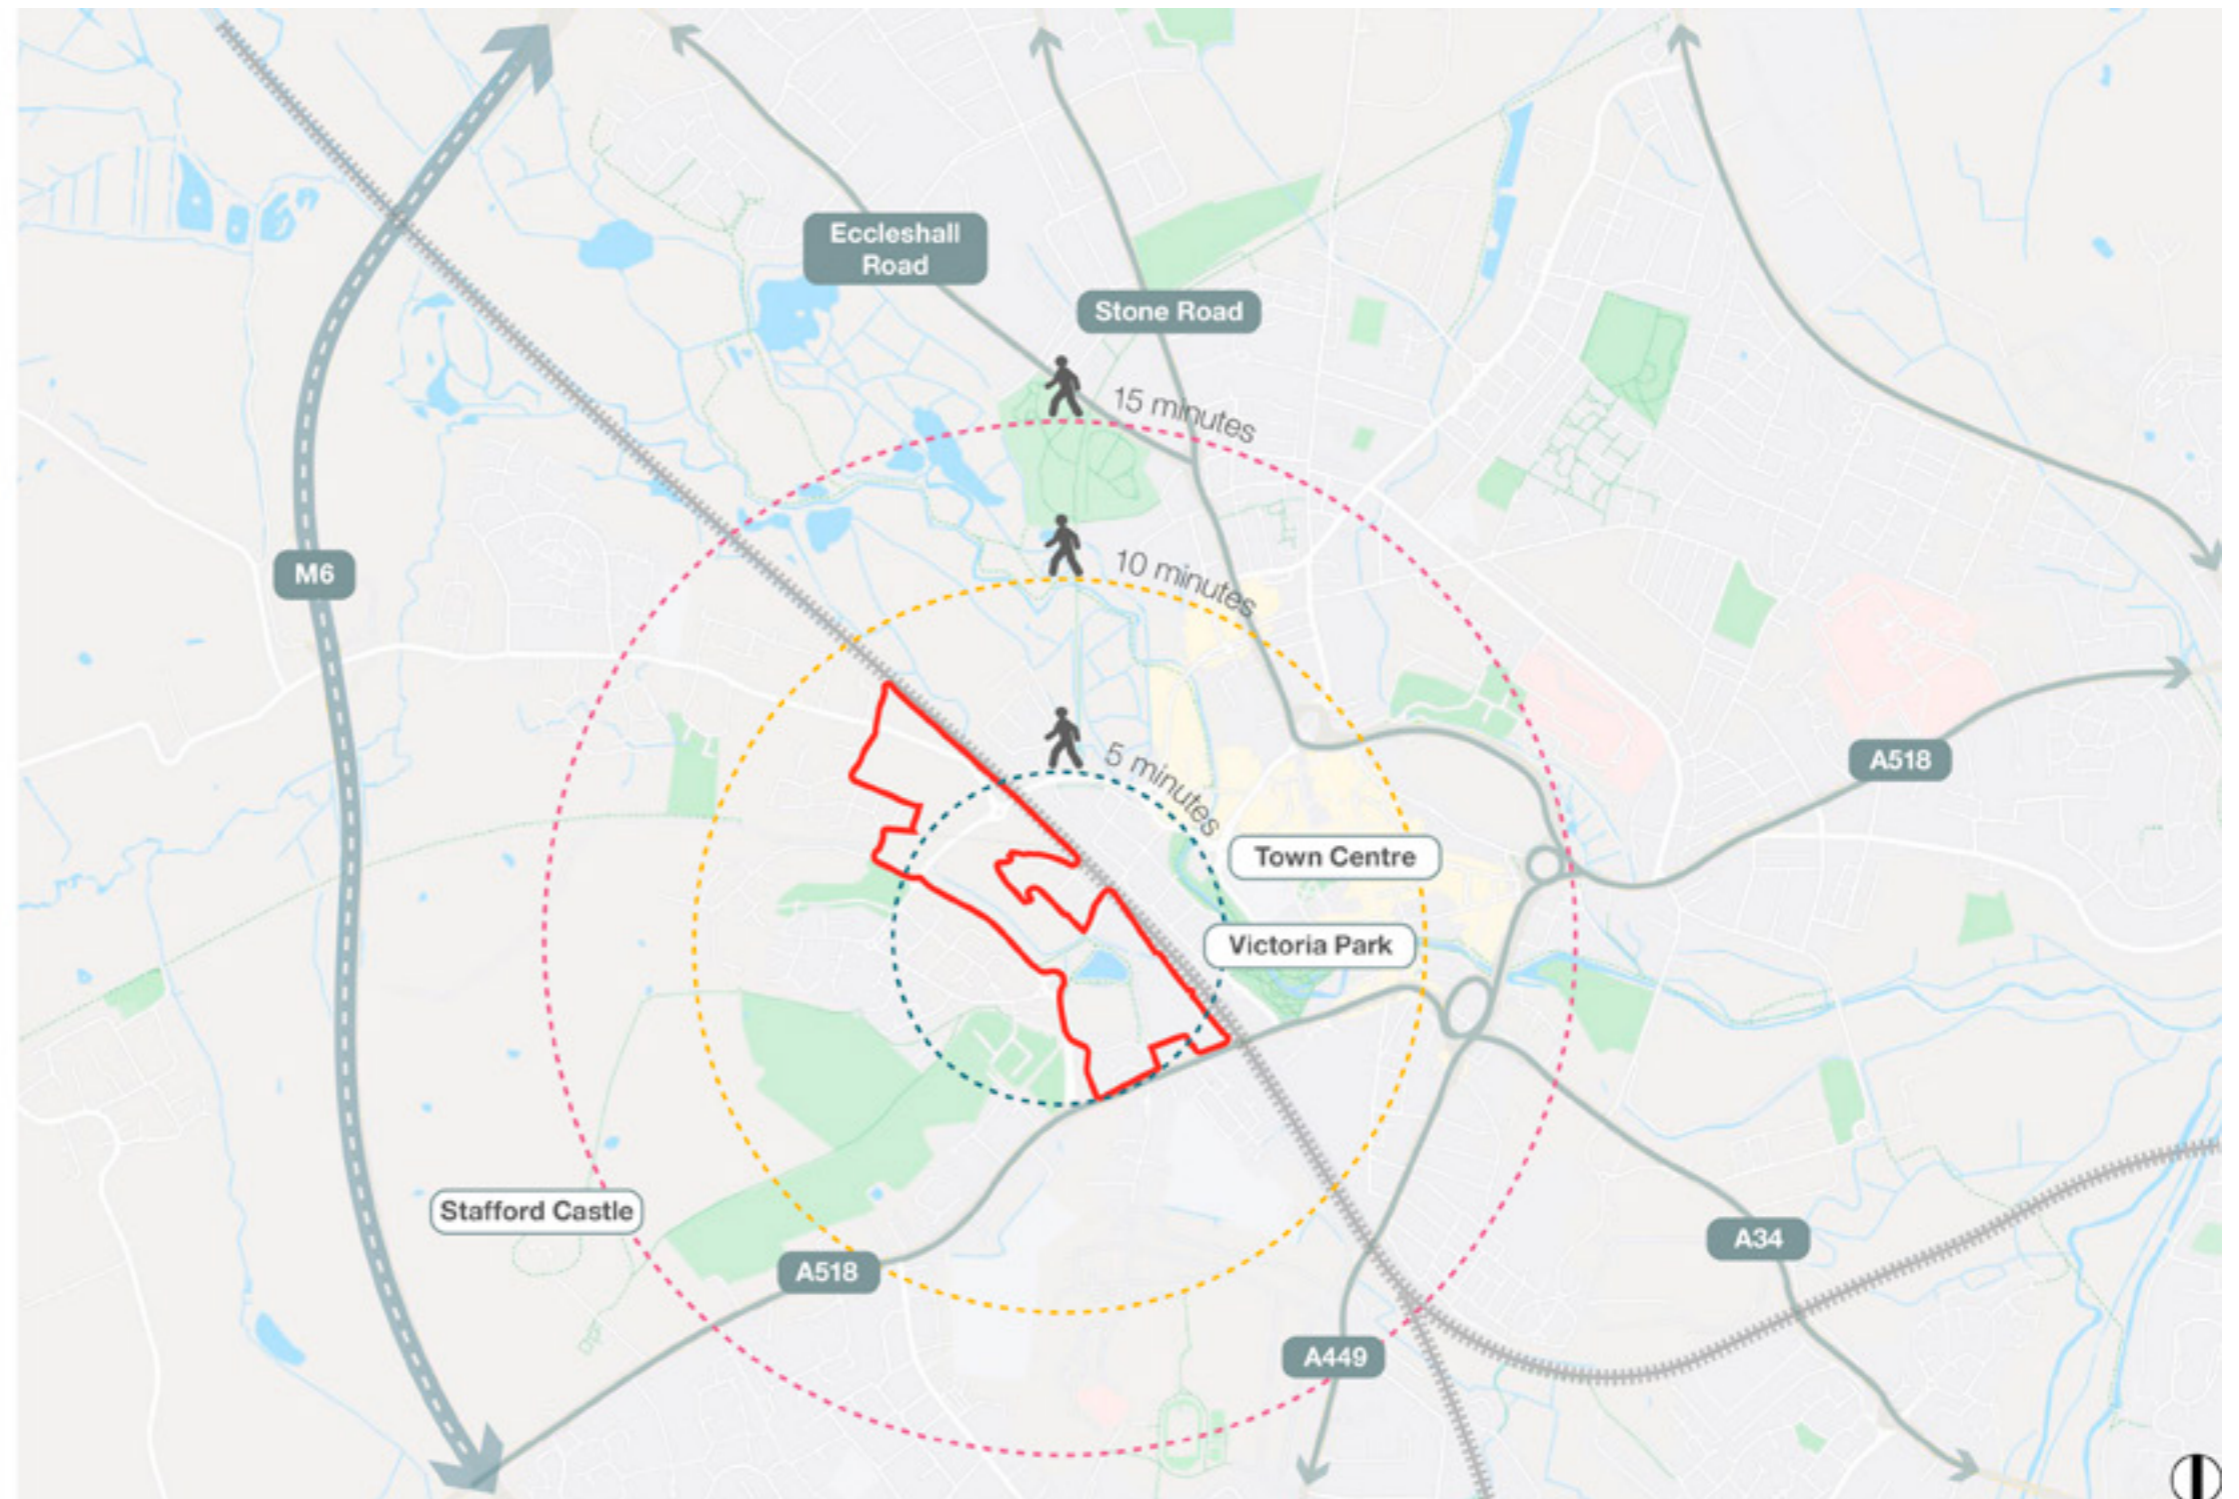 Eccleshall
Road
Stone Road
15 minutes
10 minutes
M6
5 minutes
A518
Town Centre
Victoria Park
Stafford Castle
A518
A34
A449